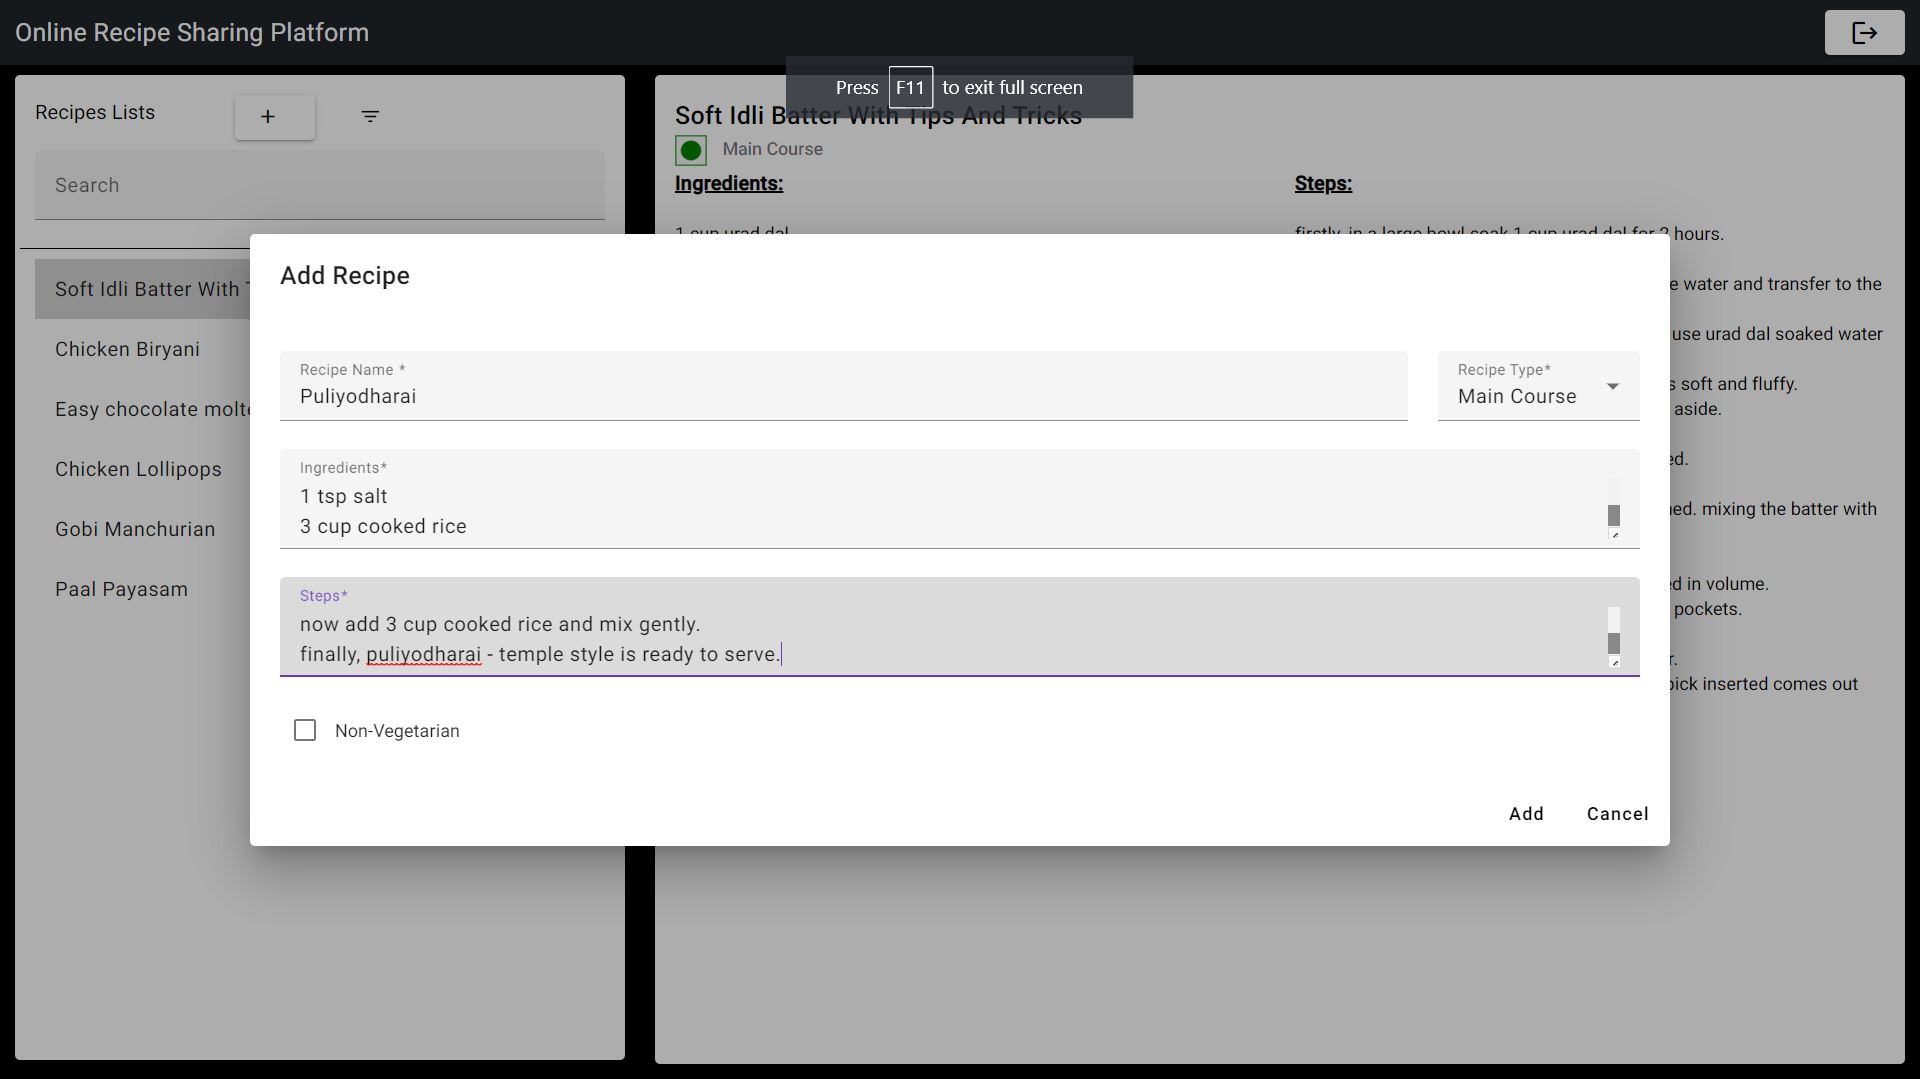 Online Recipe Sharing Platform
Press F11 to exit full screen
Recipes Lists
+
Search
Soft Idli Batter With
Chicken Biryani
Easy chocolate molte
Chicken Lollipops
Gobi Manchurian
Paal Payasam
Soft Idli Batter With Tips And Tricks
Main Course
Ingredients:
1 cup urad dal
Steps:
firstly, in a large bowl soak 1 cup urad dal for 2 hours.
e water and transfer to the
use urad dal soaked water
s soft and fluffy.
aside.
ed.
ned. mixing the batter with
ed in volume.
pockets.
r.
pick inserted comes out
Add Recipe
Recipe Name *
Puliyodharai
Recipe Type*
Main Course
Ingredients*
1 tsp salt
3 cup cooked rice
Steps*
now add 3 cup cooked rice and mix gently.
finally, puliyodharai - temple style is ready to serve.
Non-Vegetarian
Add
Cancel